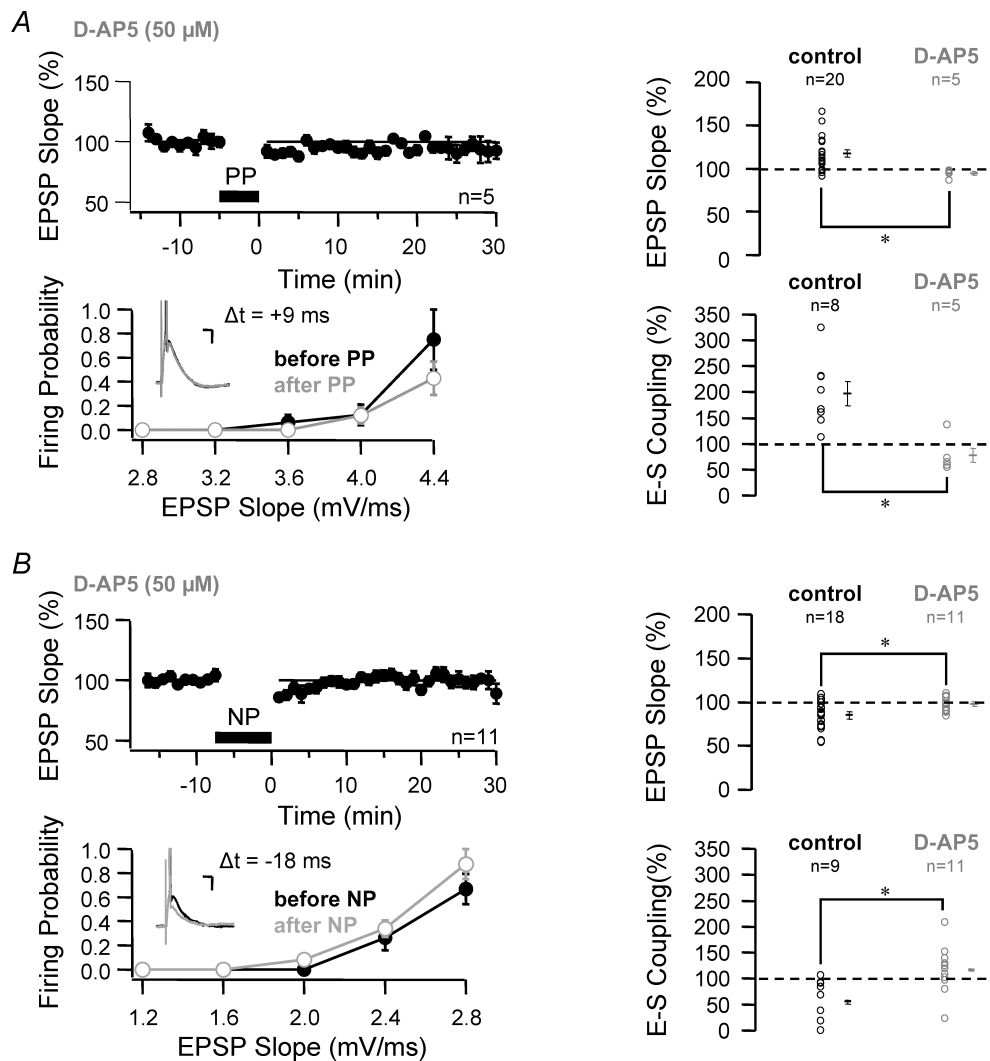 A
D-AP5 (50 µM)
EPSP Slope (%)
150
100
50
PP
n=5
-10
0
10
20
30
Time (min)
Firing Probability
1.0
0.8
0.6
0.4
0.2
0.0
Δt = +9 ms
before PP
after PP
2.8
3.2
3.6
4.0
4.4
EPSP Slope (mV/ms)
control
D-AP5
n=20
n=5
EPSP Slope (%)
200
150
100
50
0
*
control
D-AP5
n=8
n=5
E-S Coupling (%)
350
300
250
200
150
100
50
0
*
B
D-AP5 (50 µM)
EPSP Slope (%)
150
100
50
NP
n=11
-10
0
10
20
30
Time (min)
Firing Probability
1.0
0.8
0.6
0.4
0.2
0.0
Δt = -18 ms
before NP
after NP
1.2
1.6
2.0
2.4
2.8
EPSP Slope (mV/ms)
control
D-AP5
n=18
n=11
EPSP Slope (%)
200
150
100
50
0
*
control
D-AP5
n=9
n=11
E-S Coupling(%)
350
300
250
200
150
100
50
0
*